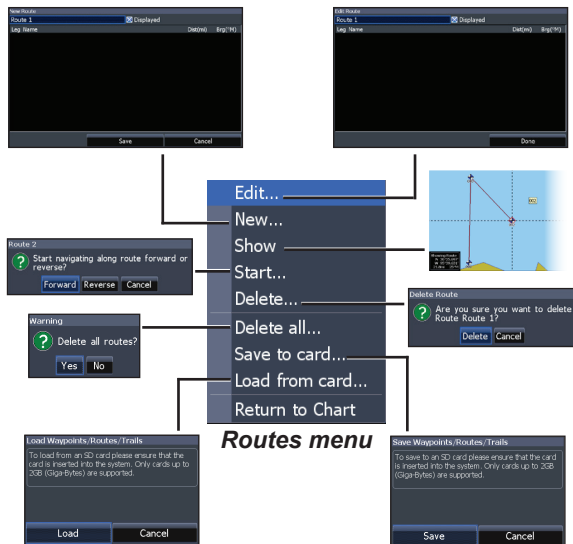 New Route
Route 1 Displayed
Leg Name Dist(mi) Brg(°M)
Save Cancel
Edit Route
Route 1 Displayed
Leg Name Dist(mi) Brg(°M)
Done
Edit...
New...
Show
Start...
Delete...
Delete all...
Save to card...
Load from card...
Return to Chart
Routes menu
Route 2
Start navigating along route forward or
reverse?
Forward Reverse Cancel
Warning
Delete all routes?
Yes No
Delete Route
Are you sure you want to delete
Route Route 1?
Delete Cancel
Load Waypoints/Routes/Trails
To load from an SD card please ensure that the
card is inserted into the system. Only cards up to
2GB (Giga-Bytes) are supported.
Load Cancel
Save Waypoints/Routes/Trails
To save to an SD card please ensure that the card
is inserted into the system. Only cards up to 2GB
(Giga-Bytes) are supported.
Save Cancel